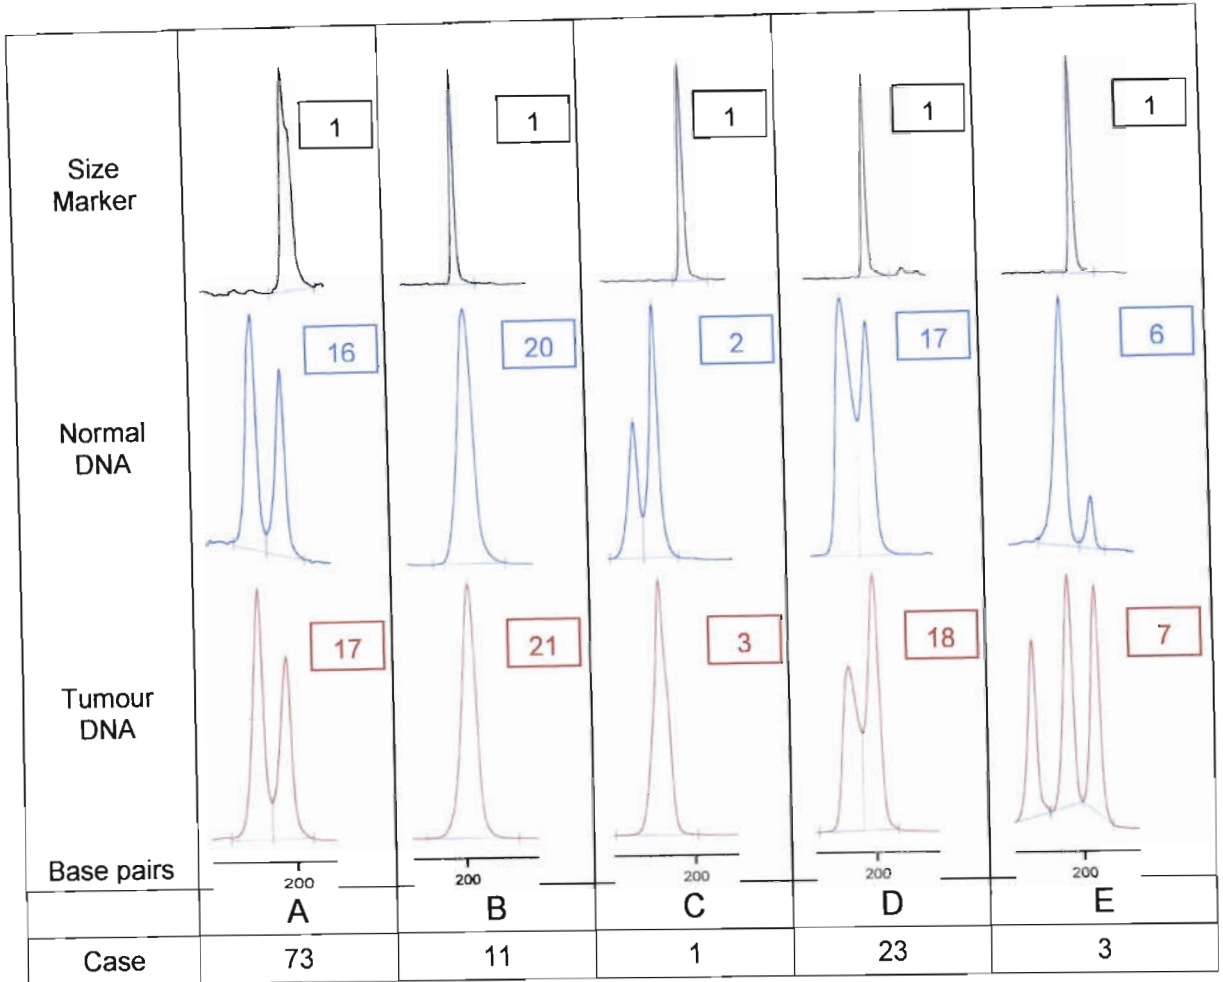 1 1 1 1 1
Size
Marker
16 20 2 17 6
Normal
DNA
17 21 3 18 7
Tumour
DNA
Base pairs 200 200 200 200 200
A B C D E
Case 73 11 1 23 3